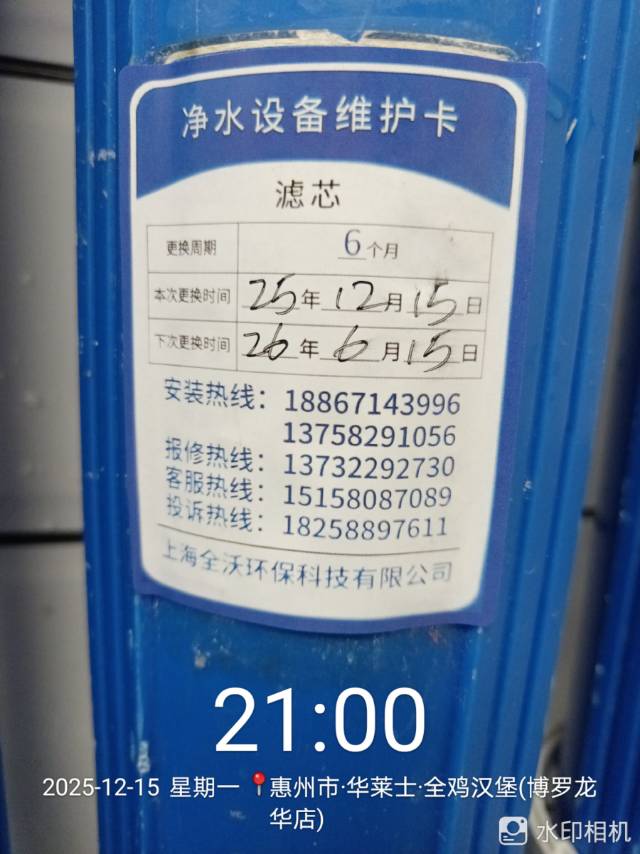 净水设备维护卡
滤芯
更换周期 6个月
本次更换时间 25年12月15日
下次更换时间 26年6月15日
安装热线：18867143996
13758291056
报修热线：13732292730
客服热线：15158087089
投诉热线：18258897611
上海全沃环保科技有限公司
21:00
2025-12-15 星期一 惠州市·华莱士·全鸡汉堡(博罗龙
华店)
水印相机